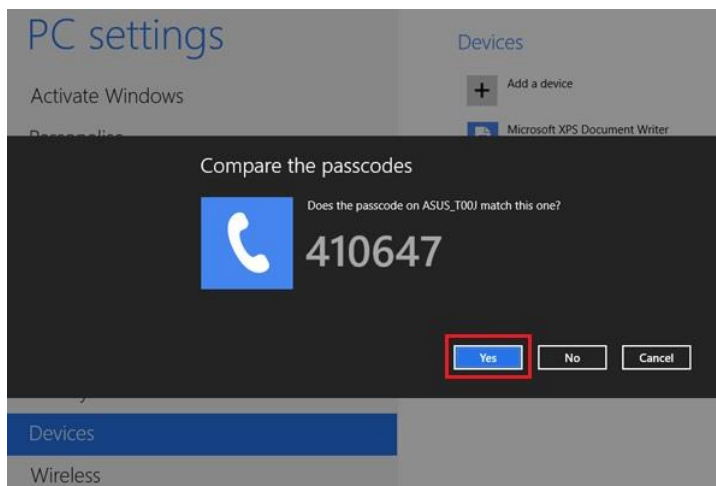 PC settings
Devices
Activate Windows
Add a device
Microsoft XPS Document Writer
Compare the passcodes
Does the passcode on ASUS_T00J match this one?
410647
Yes
No
Cancel
Devices
Wireless